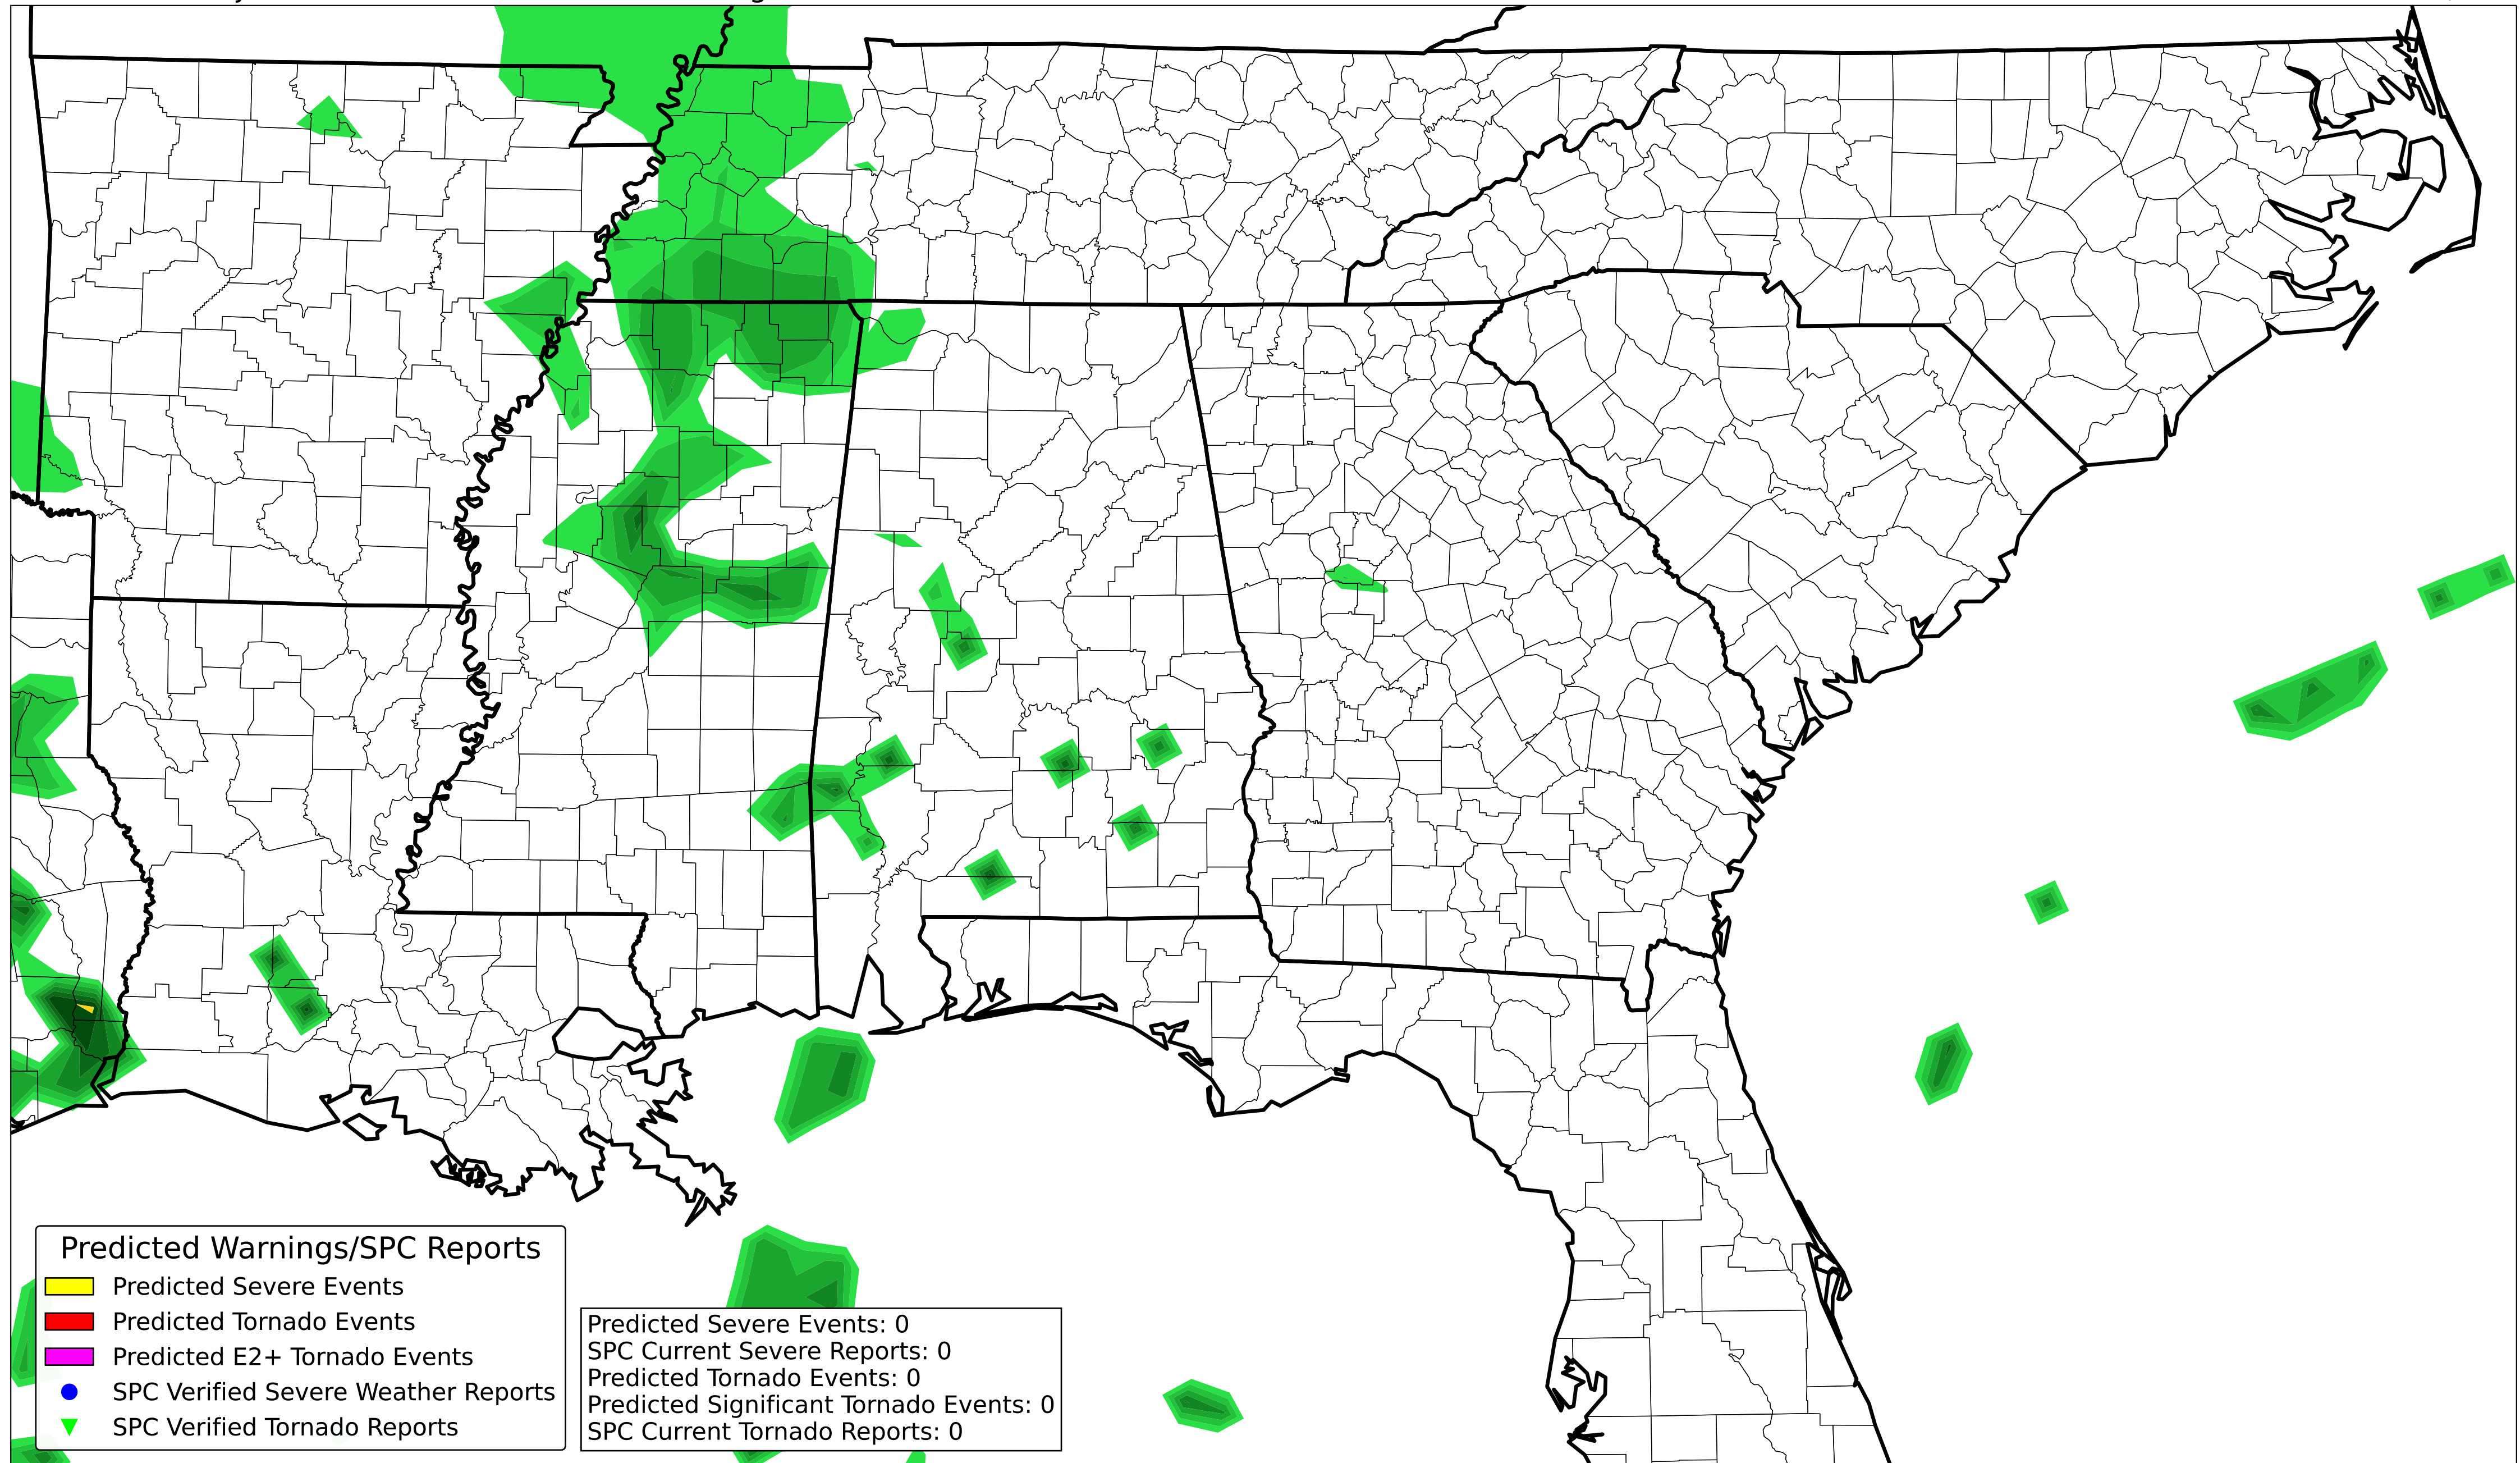 Predicted Warnings/SPC Reports
Predicted Severe Events
Predicted Tornado Events
Predicted E2+ Tornado Events
SPC Verified Severe Weather Reports
SPC Verified Tornado Reports
Predicted Severe Events: 0
SPC Current Severe Reports: 0
Predicted Tornado Events: 0
Predicted Significant Tornado Events: 0
SPC Current Tornado Reports: 0